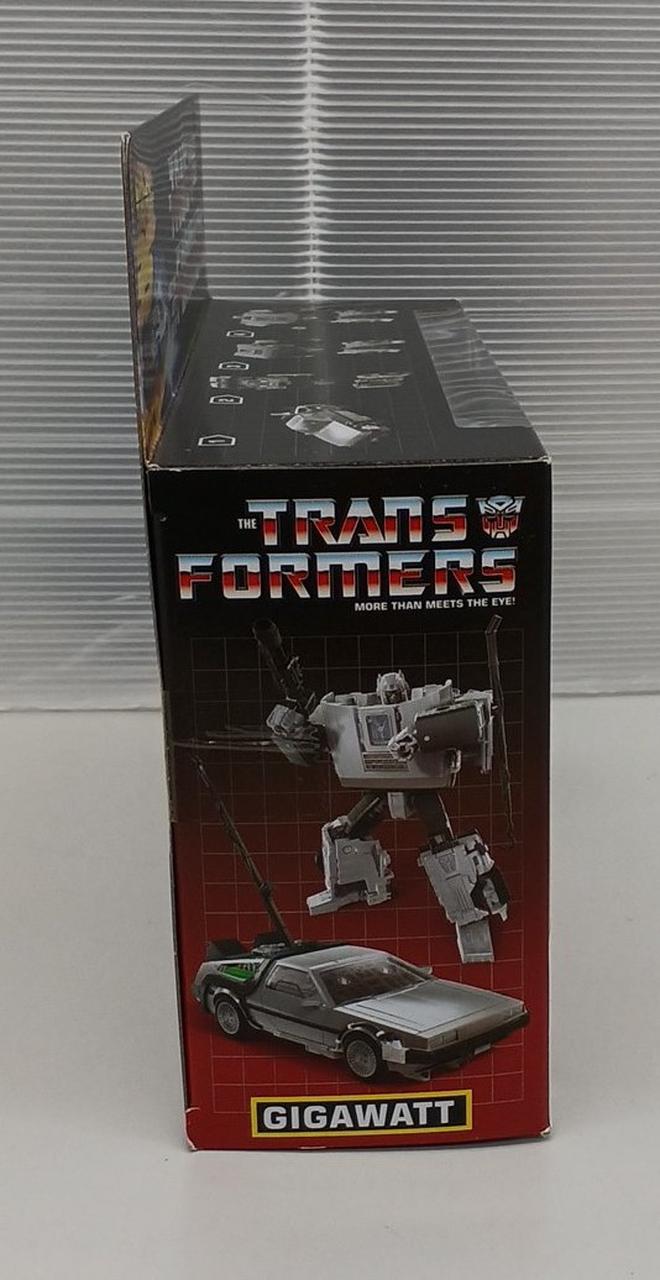 THE TRANS
FORMERS
MORE THAN MEETS THE EYE!
GIGAWATT